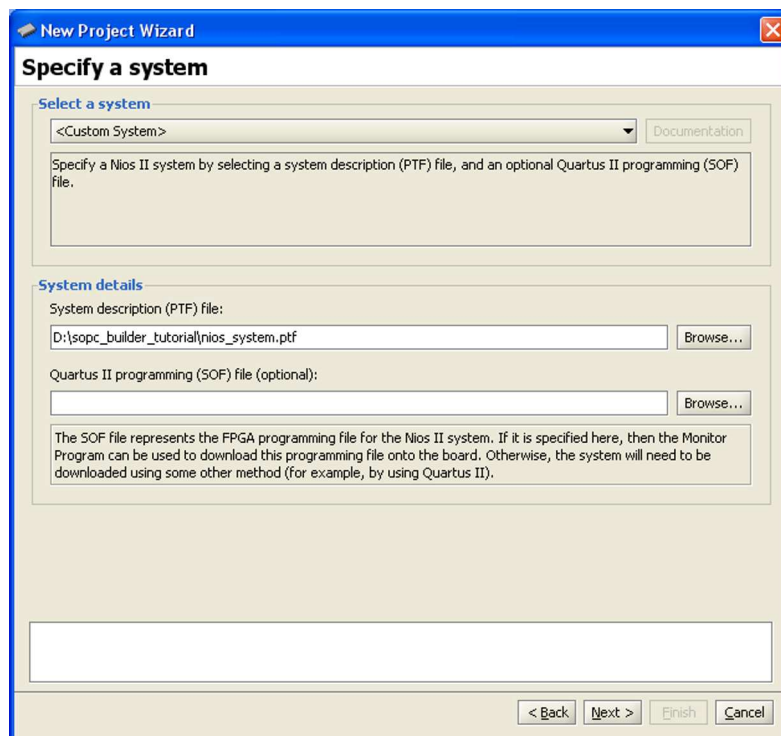 New Project Wizard
Specify a system
Select a system
<Custom System>
Documentation
Specify a Nios II system by selecting a system description (PTF) file, and an optional Quartus II programming (SOF)
file.
System details
System description (PTF) file:
D:\sopc_builder_tutorial\nios_system.ptf
Browse...
Quartus II programming (SOF) file (optional):
Browse...
The SOF file represents the FPGA programming file for the Nios II system. If it is specified here, then the Monitor
Program can be used to download this programming file onto the board. Otherwise, the system will need to be
downloaded using some other method (for example, by using Quartus II).
< Back
Next >
Finish
Cancel